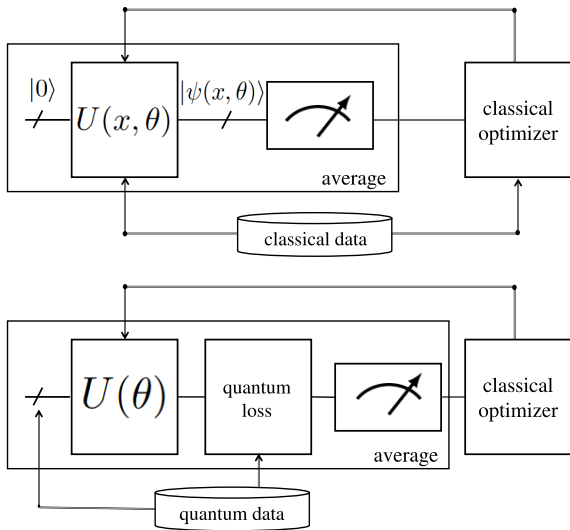 |0⟩
U(x, θ)
|ψ(x, θ)⟩
classical
optimizer
average
classical data
U(θ)
quantum
loss
classical
optimizer
average
quantum data